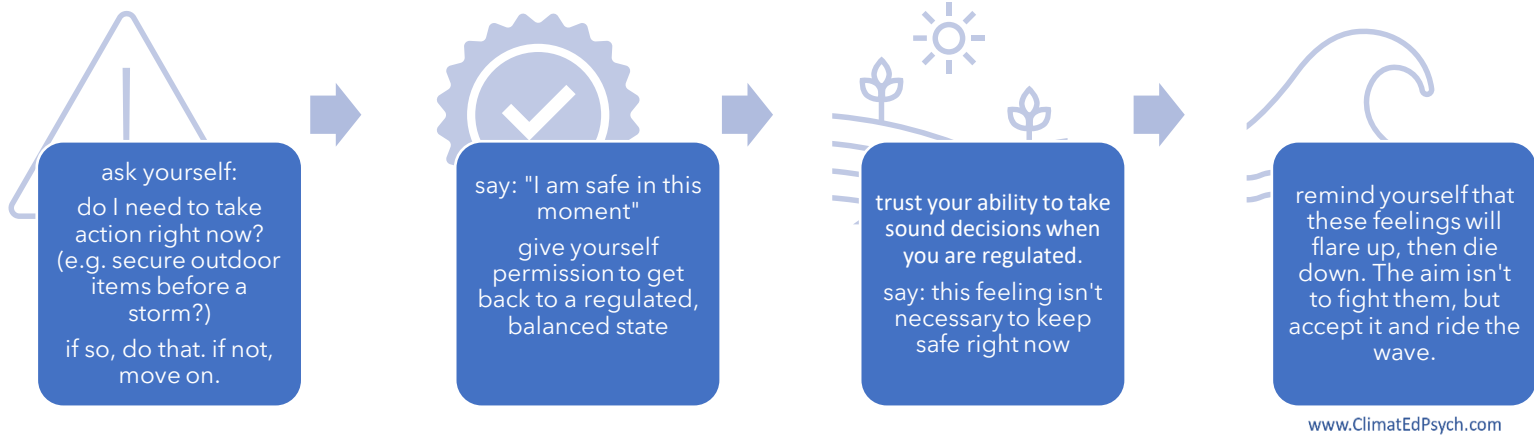 ask yourself:
do I need to take
action right now?
(e.g. secure outdoor
items before a
storm?)
if so, do that. if not,
move on.
say: "I am safe in this
moment"
give yourself
permission to get
back to a regulated,
balanced state
trust your ability to take
sound decisions when
you are regulated.
say: this feeling isn't
necessary to keep
safe right now
remind yourself that
these feelings will
flare up, then die
down. The aim isn't
to fight them, but
accept it and ride the
wave.
www.ClimatEdPsych.com